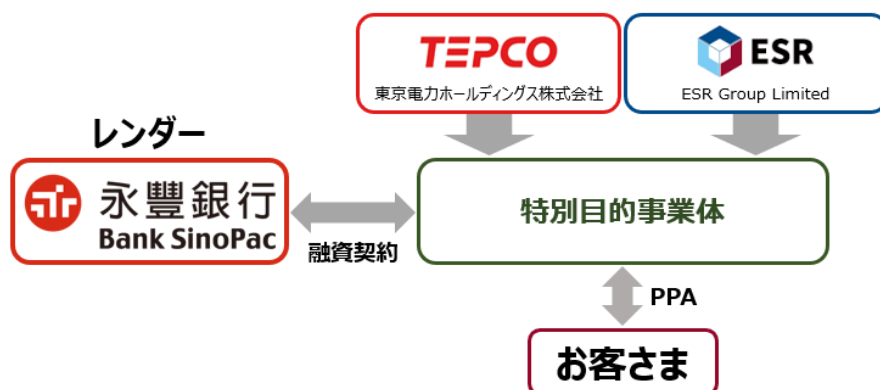 TEPCO
東京電力ホールディングス株式会社
ESR
ESR Group Limited
レンダー
永豐銀行
Bank SinoPac
融資契約
特別目的事業体
PPA
お客さま